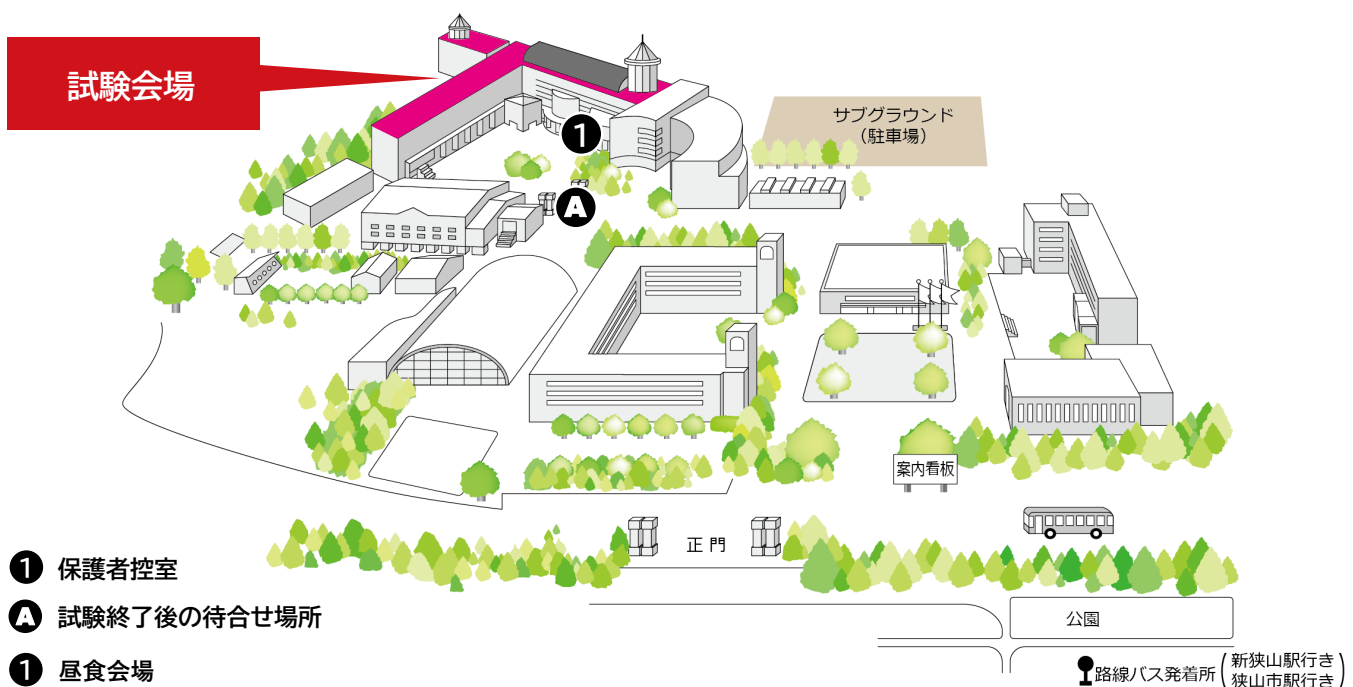 試験会場
サブグラウンド
（駐車場）
1
A
案内看板
正門
1 保護者控室
A 試験終了後の待合せ場所
1 昼食会場
公園
路線バス発着所（新狭山駅行き
狭山市駅行き）